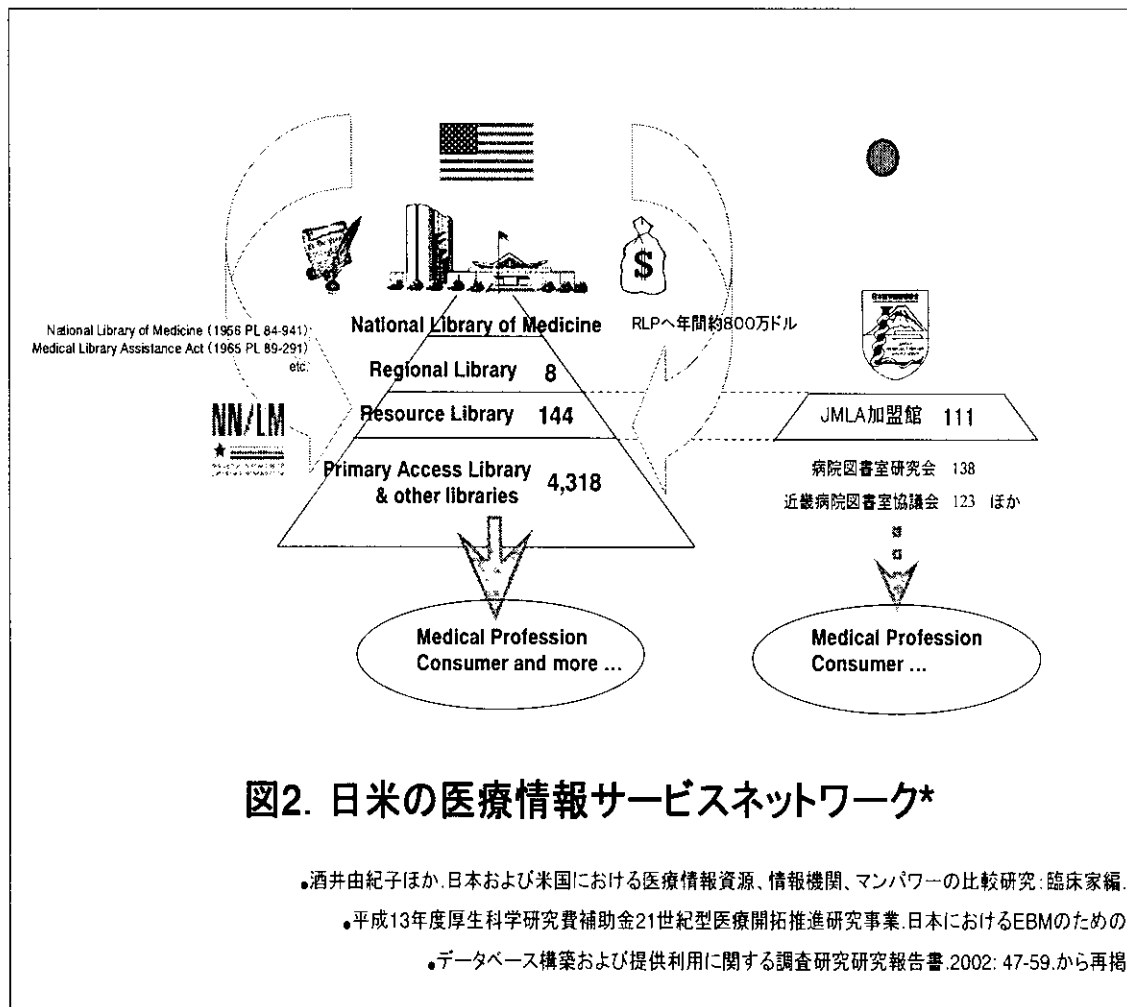 $
National Library of Medicine (1956 PL 84-941)
Medical Library Assistance Act (1965 PL 89-291)
etc.
National Library of Medicine
RLPへ年間約800万ドル
Regional Library 8
NN/LM
Resource Library 144
JMLA加盟館 111
Primary Access Library
& other libraries 4,318
病院図書室研究会 138
近畿病院図書室協議会 123 ほか
Medical Profession
Consumer and more ...
Medical Profession
Consumer ...
図2. 日米の医療情報サービスネットワーク*
•酒井由紀子ほか.日本および米国における医療情報資源、情報機関、マンパワーの比較研究:臨床家編.
•平成13年度厚生科学研究費補助金21世紀型医療開拓推進研究事業.日本におけるEBMのための
•データベース構築および提供利用に関する調査研究研究報告書.2002: 47-59.から再掲